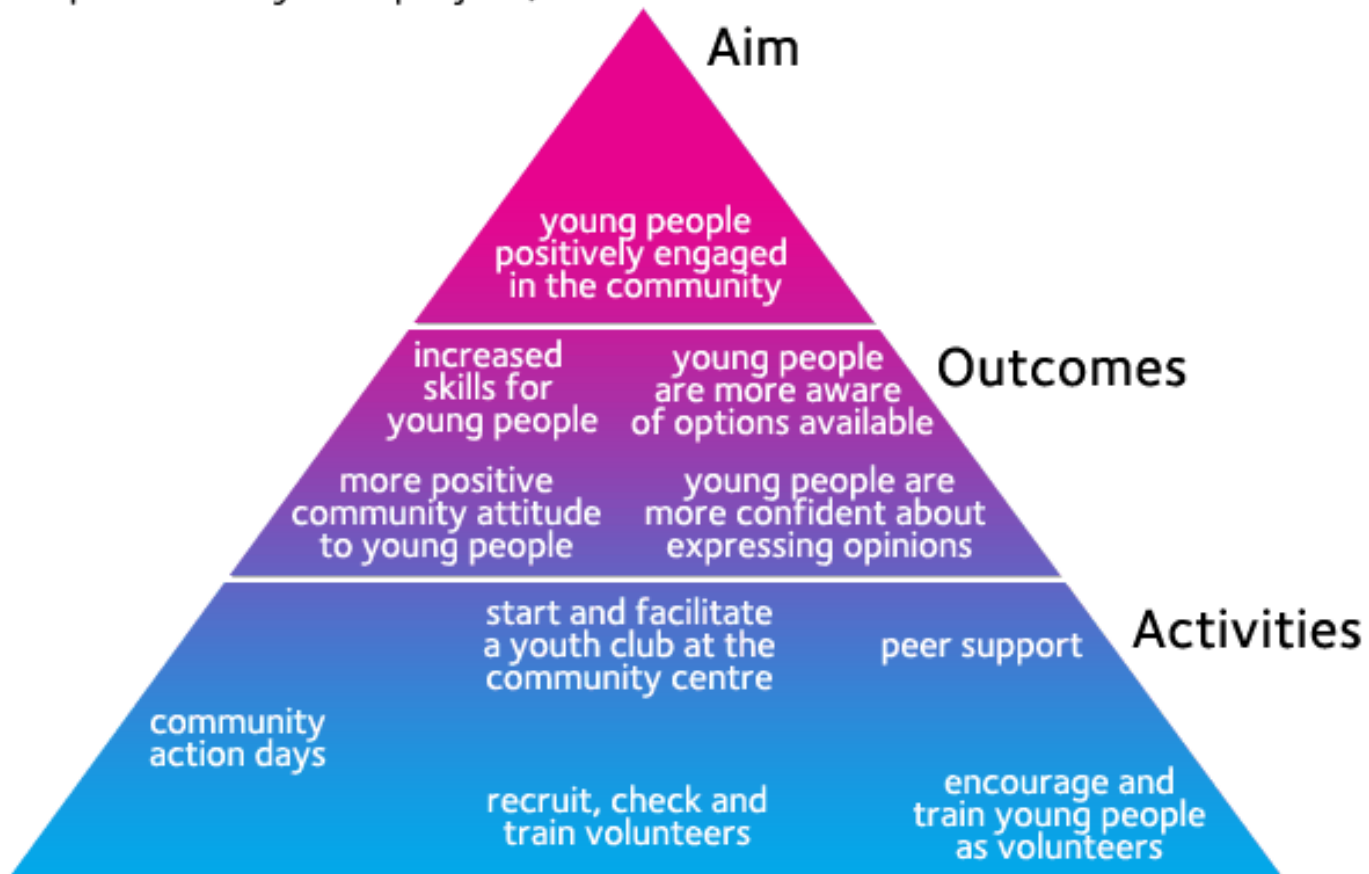 Aim
young people
positively engaged
in the community
Outcomes
increased
skills for
young people
young people
are more aware
of options available
more positive
community attitude
to young people
young people are
more confident about
expressing opinions
Activities
start and facilitate
a youth club at the
community centre
peer support
community
action days
recruit, check and
train volunteers
encourage and
train young people
as volunteers